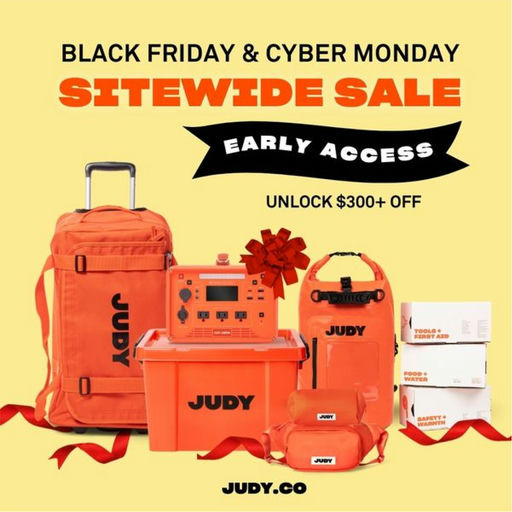 BLACK FRIDAY & CYBER MONDAY
SITEWIDE SALE
EARLY ACCESS
UNLOCK $300+ OFF
JUDY
JUDY
JUDY
TOOLS +
FIRST AID
FOOD +
WATER
SAFETY +
WARMTH
JUDY
JUDY
JUDY.CO